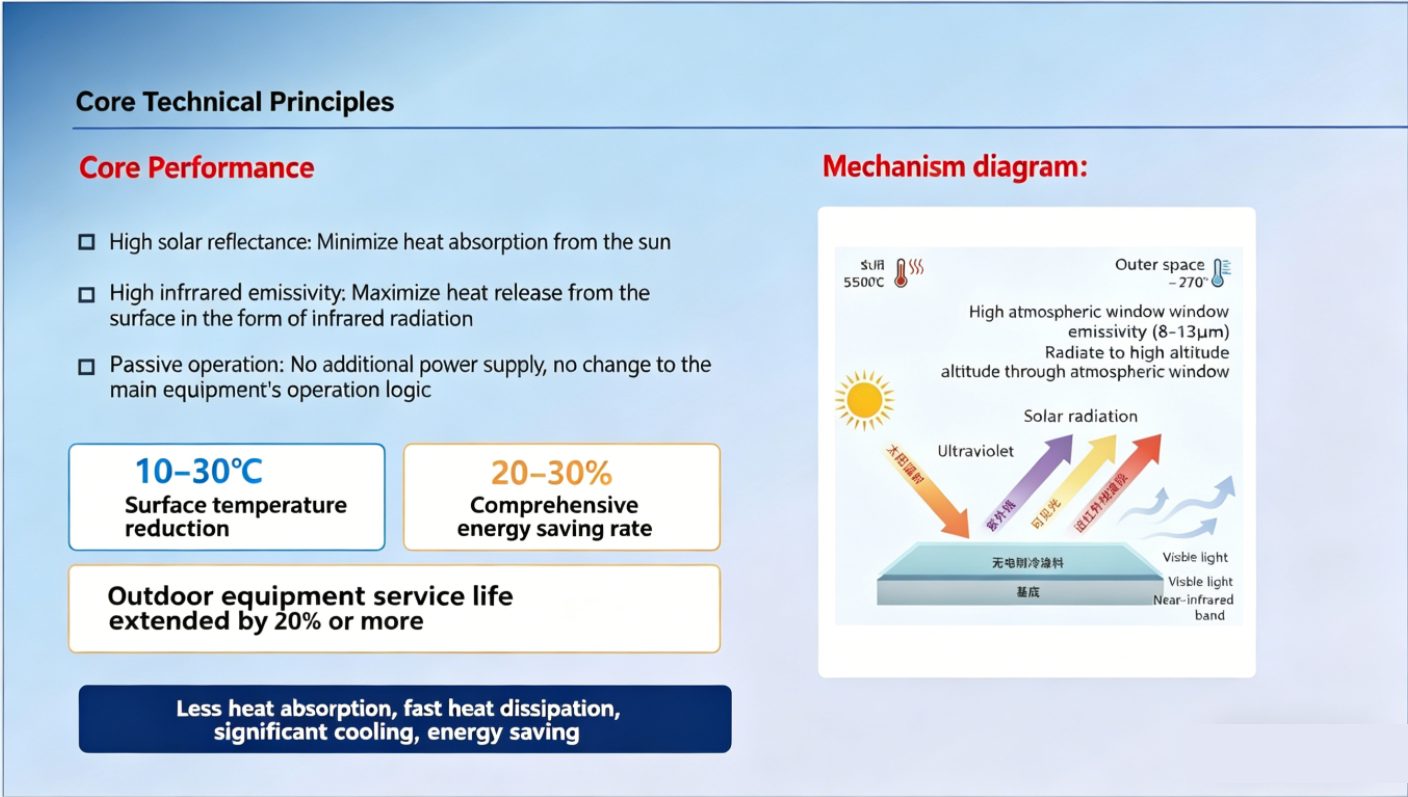 Core Technical Principles
Core Performance
High solar reflectance: Minimize heat absorption from the sun
High infrrared emissivity: Maximize heat release from the
surface in the form of infrared radiation
Passive operation: No additional power supply, no change to the
main equipment's operation logic
10–30℃
Surface temperature
reduction
20–30%
Comprehensive
energy saving rate
Outdoor equipment service life
extended by 20% or more
Less heat absorption, fast heat dissipation,
significant cooling, energy saving
Mechanism diagram:
5500℃
Outer space
-270°
High atmospheric window window
emissivity (8-13μm)
Radiate to high altitude
altitude through atmospheric window
Solar radiation
Ultraviolet
太阳辐射
紫外线
可见光
基底
Visble light
Visble light
Near-infrared
band